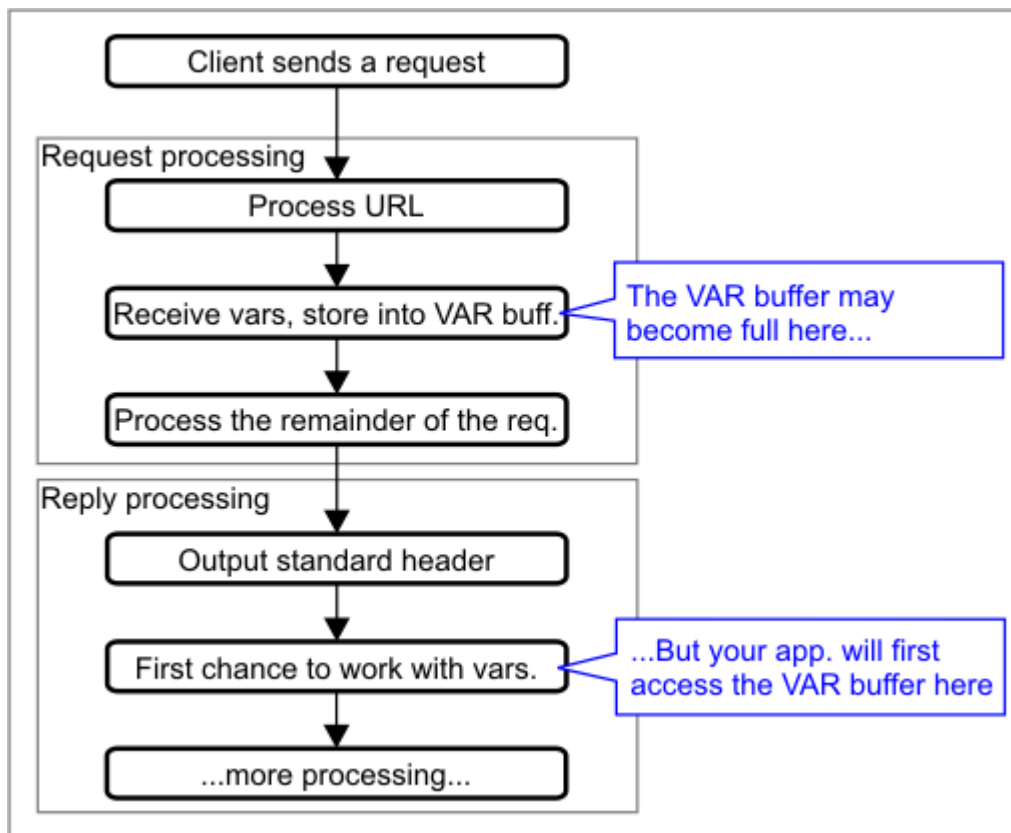 Client sends a request
Request processing
Process URL
Receive vars, store into VAR buff.
The VAR buffer may
become full here...
Process the remainder of the req.
Reply processing
Output standard header
First chance to work with vars.
...But your app. will first
access the VAR buffer here
...more processing...